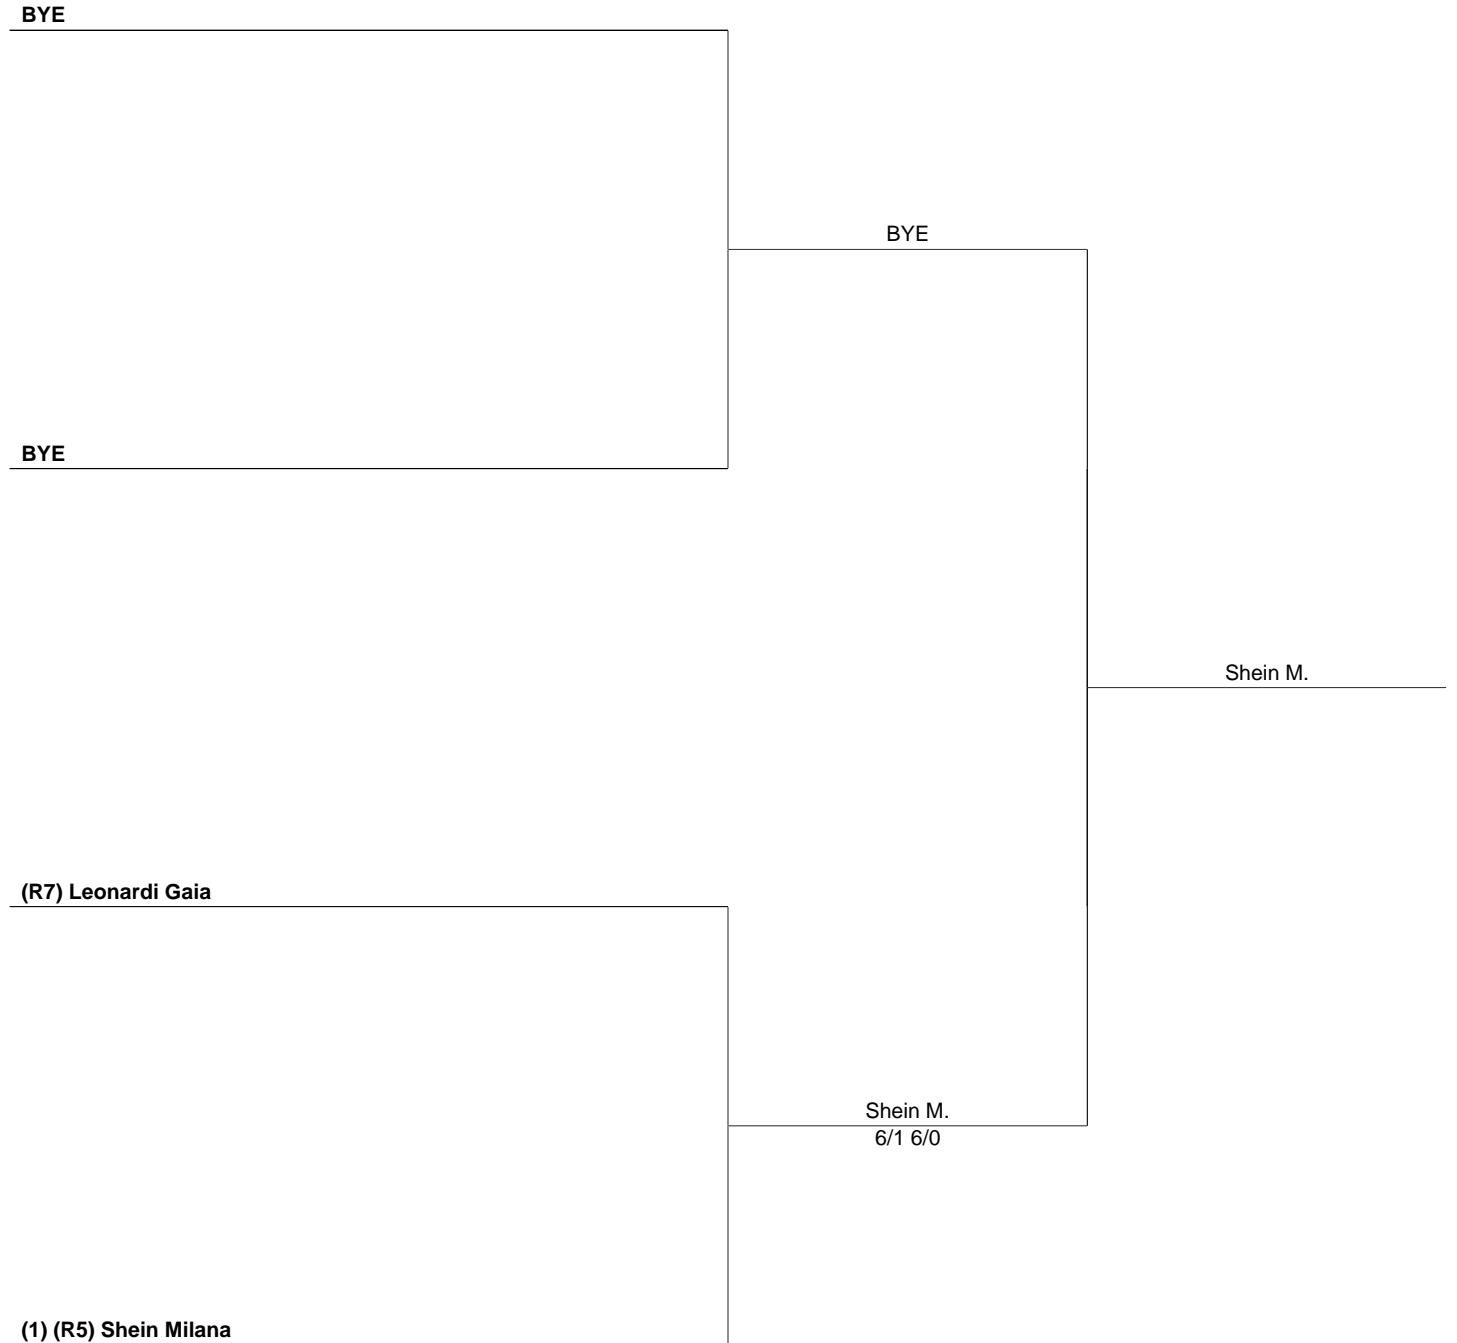 BYE
BYE
BYE
Shein M.
(R7) Leonardi Gaia
Shein M.
6/1 6/0
(1) (R5) Shein Milana